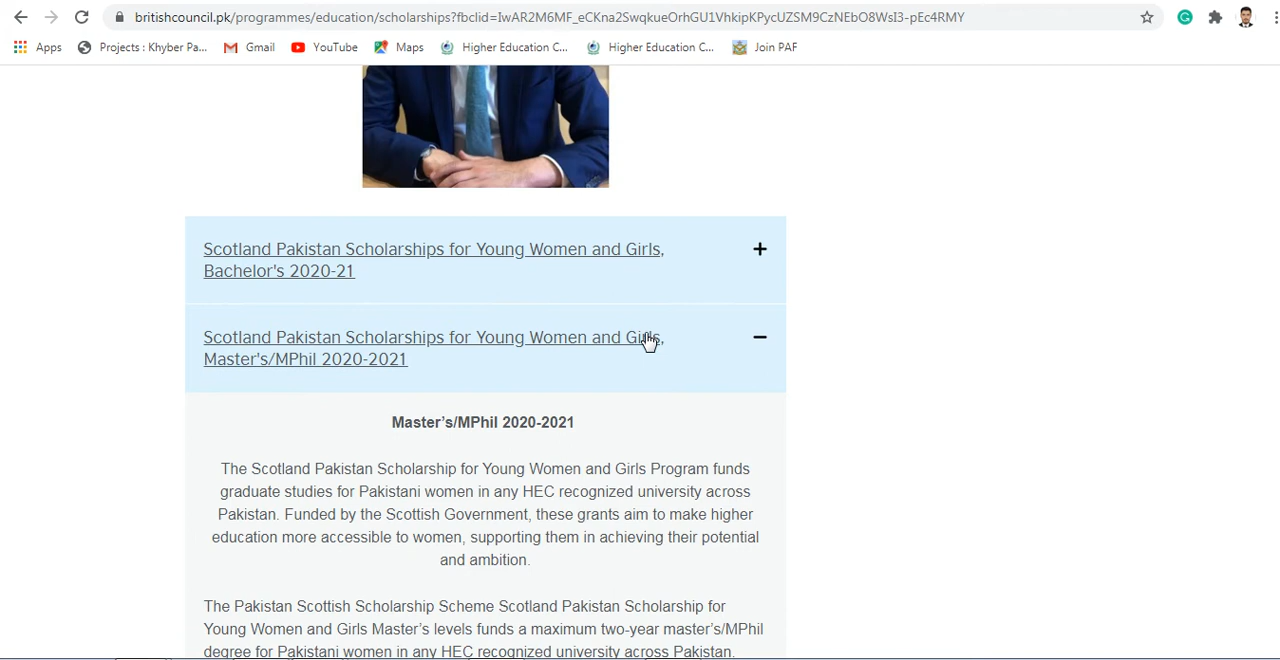 britishcouncil.pk/programmes/education/scholarships?fbclid=IwAR2M6MF_eCKna2SwqkueOrhGU1VhkipKPycUZSM9CzNEbO8WsI3-pEc4RMY
Apps Projects : Khyber Pa... Gmail YouTube Maps Higher Education C... Higher Education C... Join PAF
Scotland Pakistan Scholarships for Young Women and Girls,
Bachelor's 2020-21
Scotland Pakistan Scholarships for Young Women and Girls,
Master's/MPhil 2020-2021
Master's/MPhil 2020-2021
The Scotland Pakistan Scholarship for Young Women and Girls Program funds
graduate studies for Pakistani women in any HEC recognized university across
Pakistan. Funded by the Scottish Government, these grants aim to make higher
education more accessible to women, supporting them in achieving their potential
and ambition.
The Pakistan Scottish Scholarship Scheme Scotland Pakistan Scholarship for
Young Women and Girls Master's levels funds a maximum two-year master's/MPhil
degree for Pakistani women in any HEC recognized university across Pakistan.